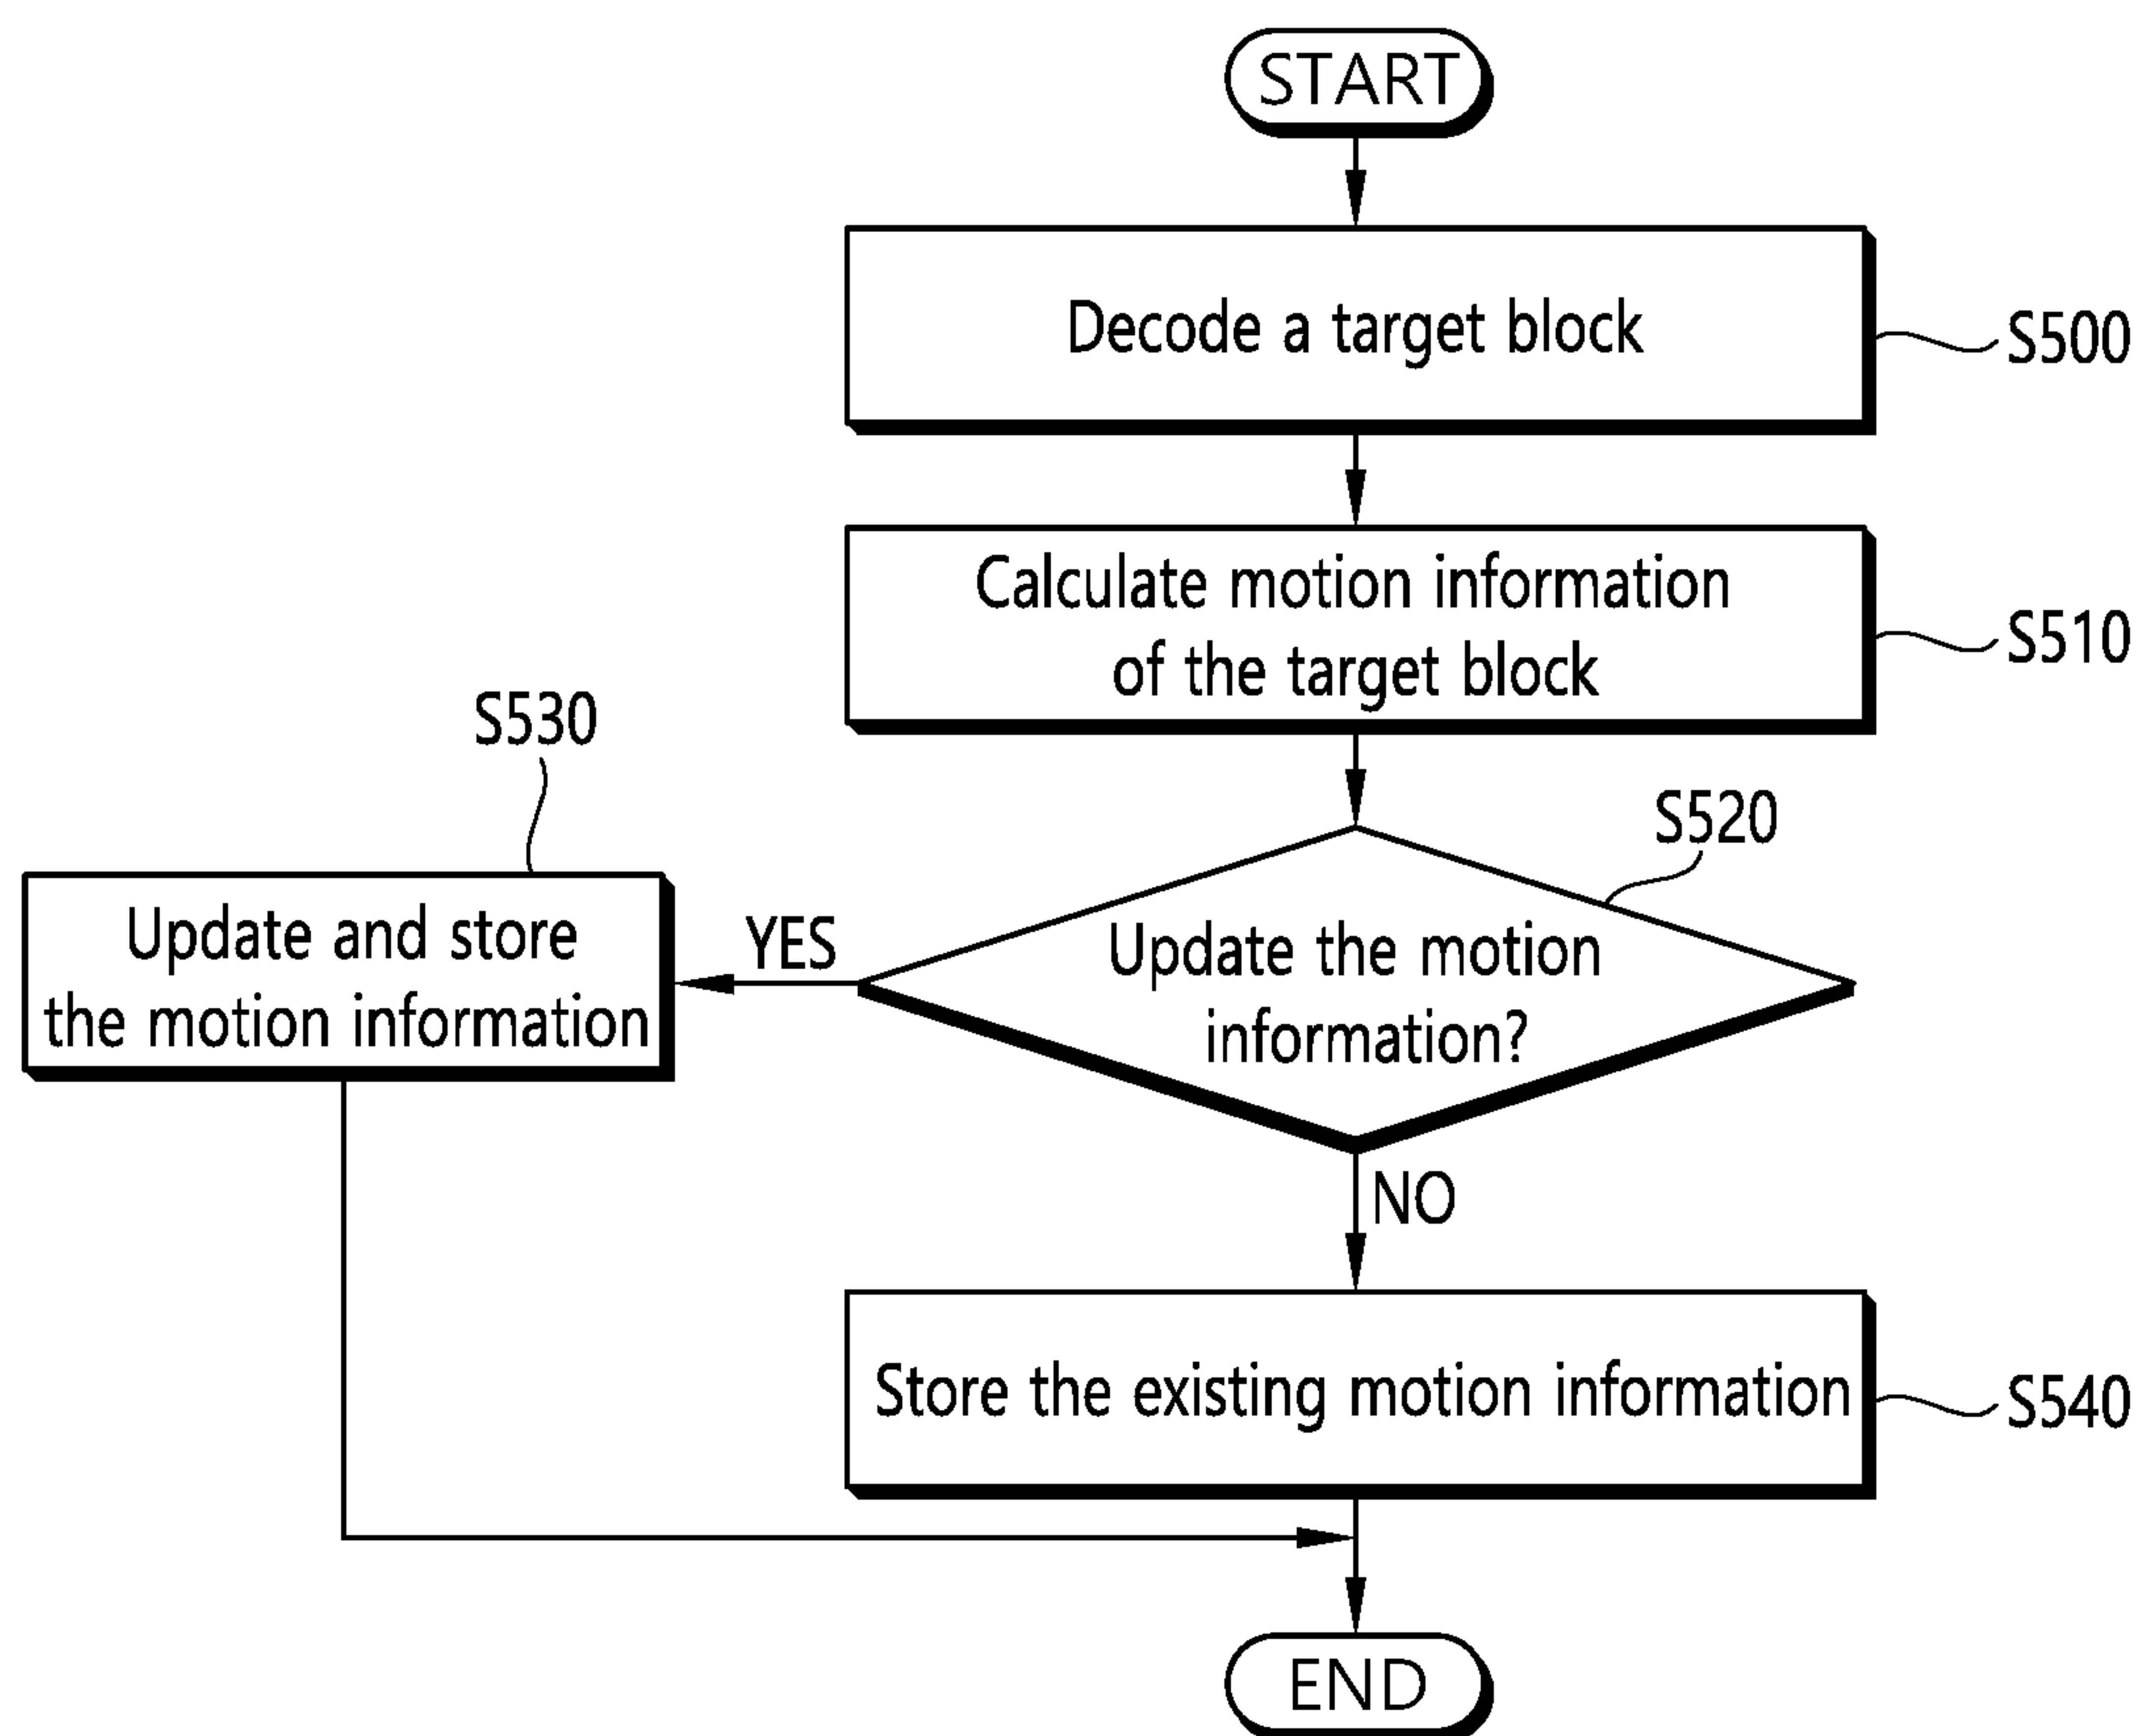 START
Decode a target block
S500
Calculate motion information
of the target block
S510
S530
S520
Update and store
the motion information
YES
Update the motion
information?
NO
Store the existing motion information
S540
END